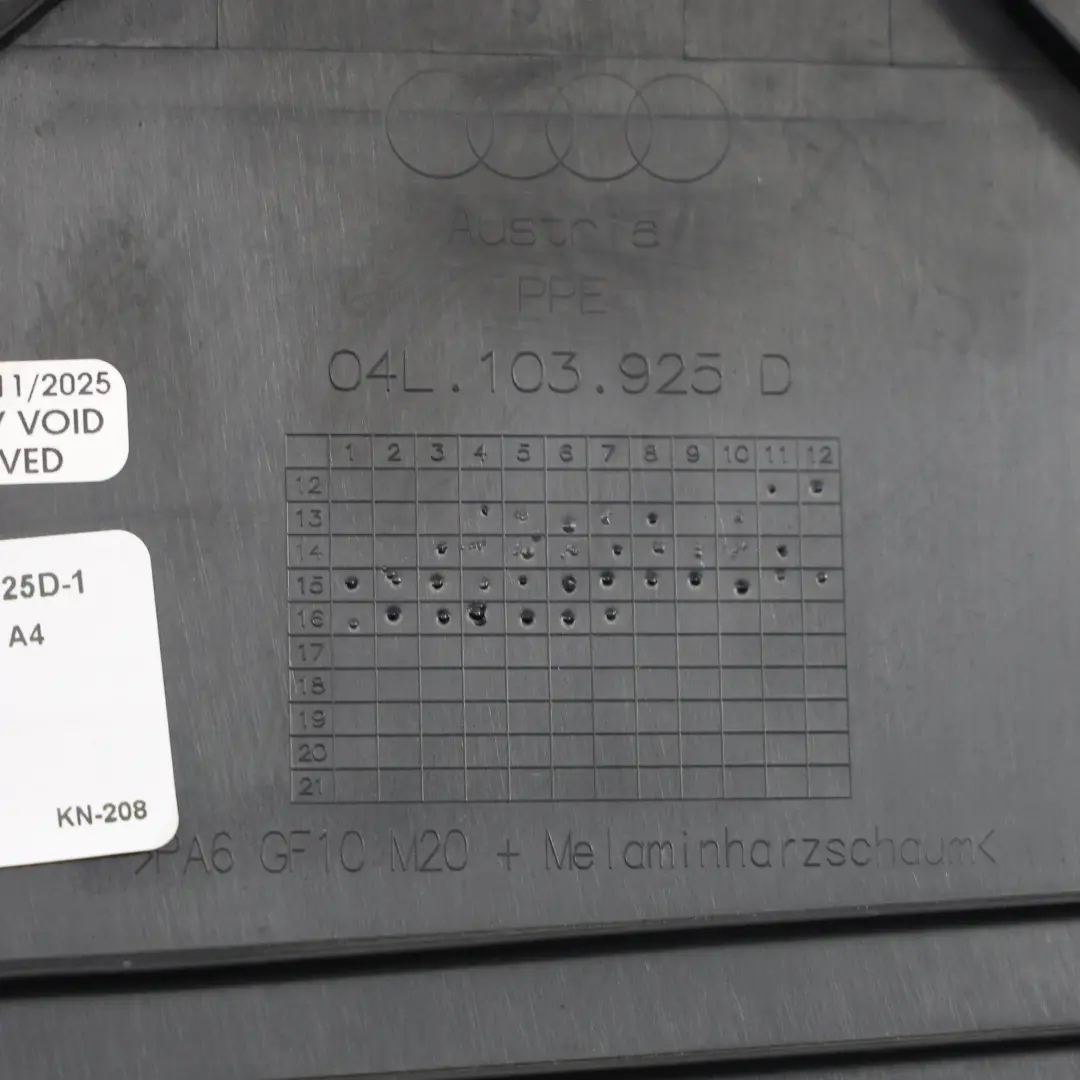 Austria
PPE
04L.103.925 D
11/2025
VOID
VED
25D-1
A4
KN-208
1 2 3 4 5 6 7 8 9 10 11 12
12
13
14
15
16
17
18
19
20
21
>PA6 GF10 M20 + Melaminharzschaum<